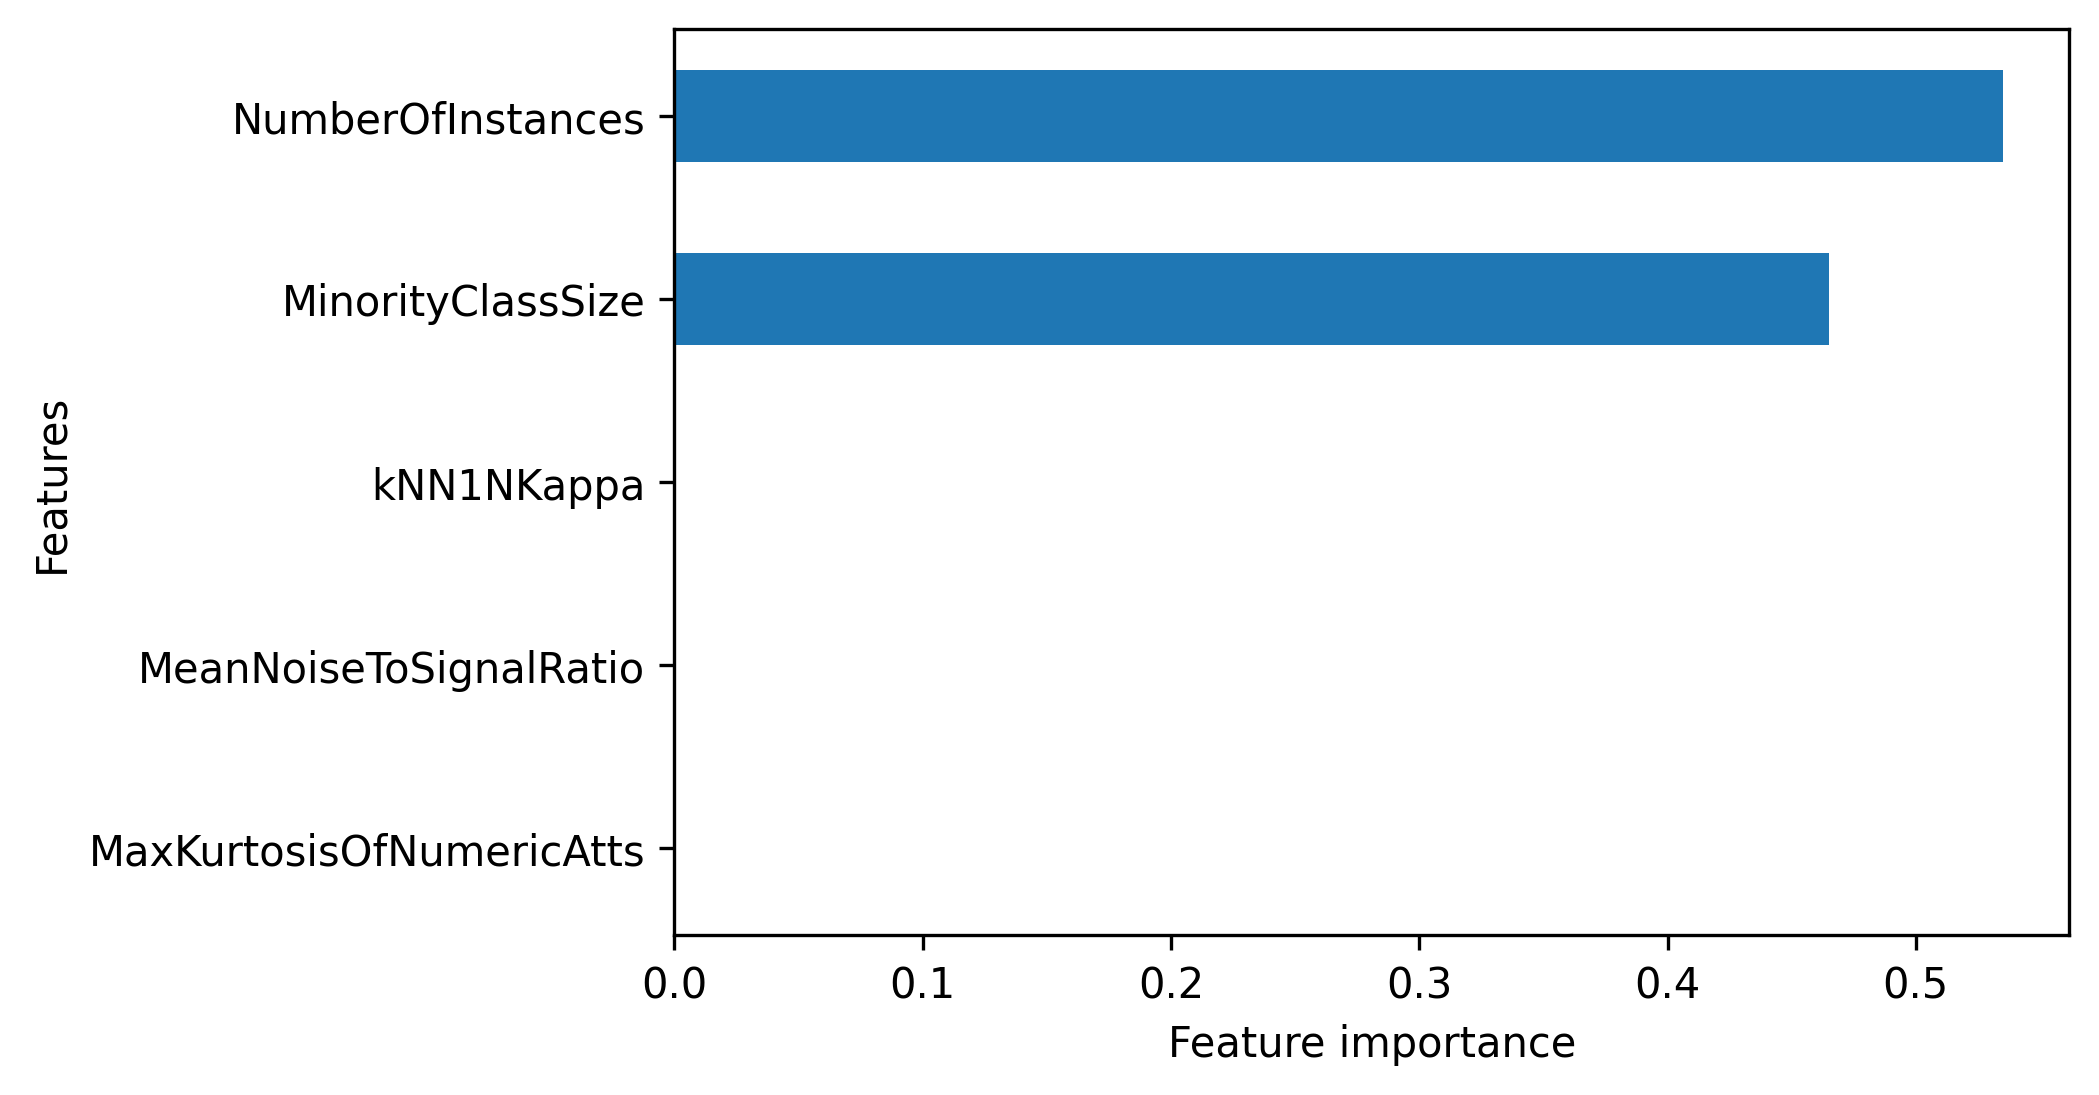 NumberOfInstances
MinorityClassSize
kNN1NKappa
MeanNoiseToSignalRatio
MaxKurtosisOfNumericAtts
Features
0.0 0.1 0.2 0.3 0.4 0.5
Feature importance